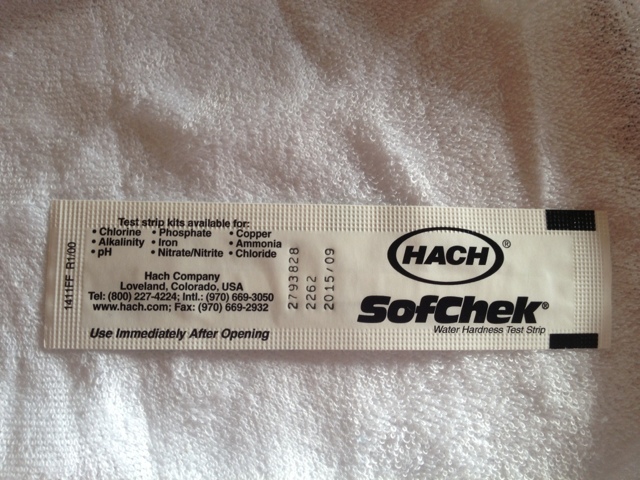 1411FF R1/00
Test strip kits available for:
• Chlorine • Phosphate • Copper
• Alkalinity • Iron • Ammonia
• pH • Nitrate/Nitrite • Chloride
Hach Company
Loveland, Colorado, USA
Tel: (800) 227-4224; Intl.: (970) 669-3050
www.hach.com; Fax: (970) 669-2932
Use Immediately After Opening
2793828
2262
2015/09
HACH®
SofChek®
Water Hardness Test Strip